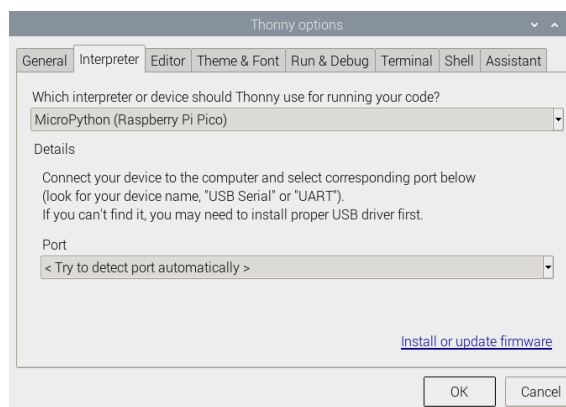 Thonny options
General Interpreter Editor Theme & Font Run & Debug Terminal Shell Assistant
Which interpreter or device should Thonny use for running your code?
MicroPython (Raspberry Pi Pico)
Details
Connect your device to the computer and select corresponding port below
(look for your device name, "USB Serial" or "UART").
If you can't find it, you may need to install proper USB driver first.
Port
< Try to detect port automatically >
Install or update firmware
OK Cancel